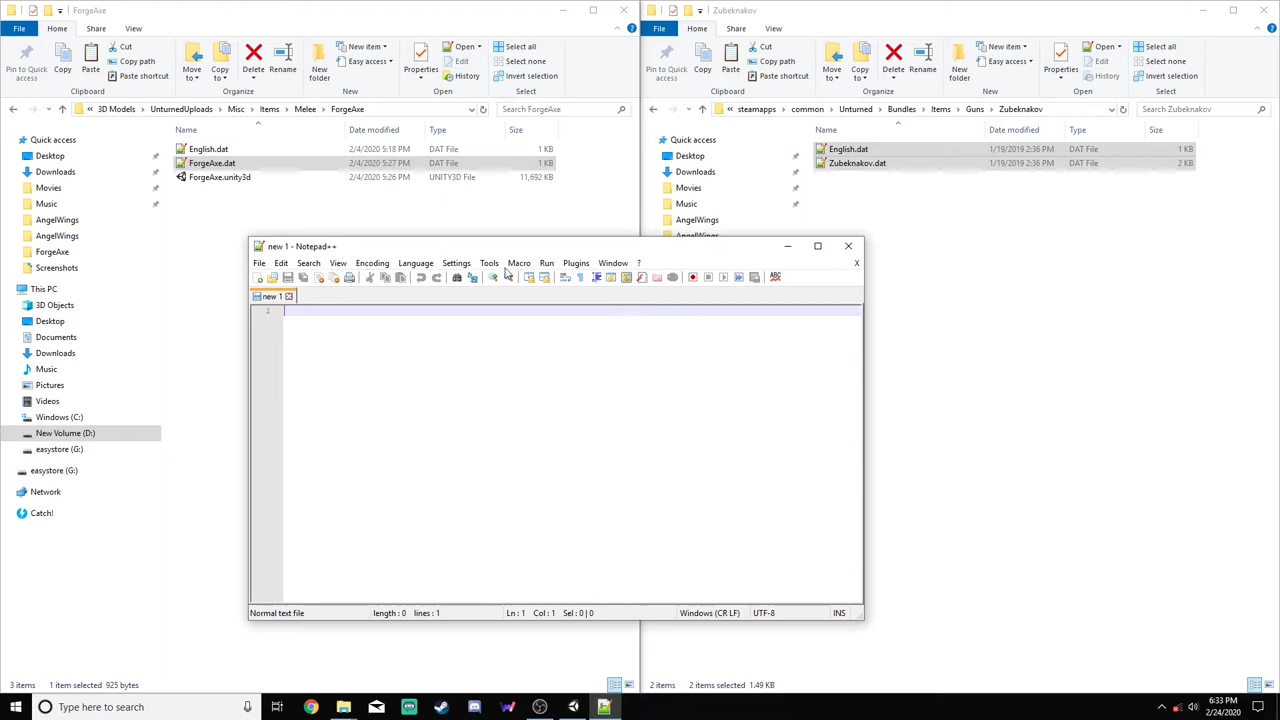 ForgeAxe
File Home Share View
Pin to Quick access
Copy
Paste
Cut
Copy path
Paste shortcut
Clipboard
Move to
Copy to
Delete
Rename
Organize
New folder
New item
Easy access
New
Properties
Open
Edit
History
Open
Select all
Select none
Invert selection
Select
« 3D Models > UnturnedUploads > Misc > Items > Melee > ForgeAxe
Search ForgeAxe
Name Date modified Type Size
English.dat 2/4/2020 5:18 PM DAT File 1 KB
ForgeAxe.dat 2/4/2020 5:27 PM DAT File 1 KB
ForgeAxe.unity3d 2/4/2020 5:26 PM UNITY3D File 11,692 KB
Quick access
Desktop
Downloads
Movies
Music
AngelWings
AngelWings
ForgeAxe
Screenshots
This PC
3D Objects
Desktop
Documents
Downloads
Music
Pictures
Videos
Windows (C:)
New Volume (D:)
easystore (G:)
easystore (G:)
Network
Catch!
3 items 1 item selected 925 bytes
Zubeknakov
File Home Share View
Pin to Quick access
Copy
Paste
Cut
Copy path
Paste shortcut
Clipboard
Move to
Copy to
Delete
Rename
Organize
New folder
New item
Easy access
New
Properties
Open
Edit
History
Open
Select all
Select none
Invert selection
Select
« steamapps > common > Unturned > Bundles > Items > Guns > Zubeknakov
Search Zubeknakov
Name Date modified Type Size
English.dat 1/19/2019 2:36 PM DAT File 1 KB
Zubeknakov.dat 1/19/2019 2:36 PM DAT File 2 KB
Quick access
Desktop
Downloads
Movies
Music
AngelWings
2 items 2 items selected 1.49 KB
new 1 - Notepad++
File Edit Search View Encoding Language Settings Tools Macro Run Plugins Window ? X
ABC
new 1
1
Normal text file length : 0 lines : 1 Ln : 1 Col : 1 Sel : 0 | 0 Windows (CR LF) UTF-8 INS
Type here to search
6:33 PM
2/24/2020